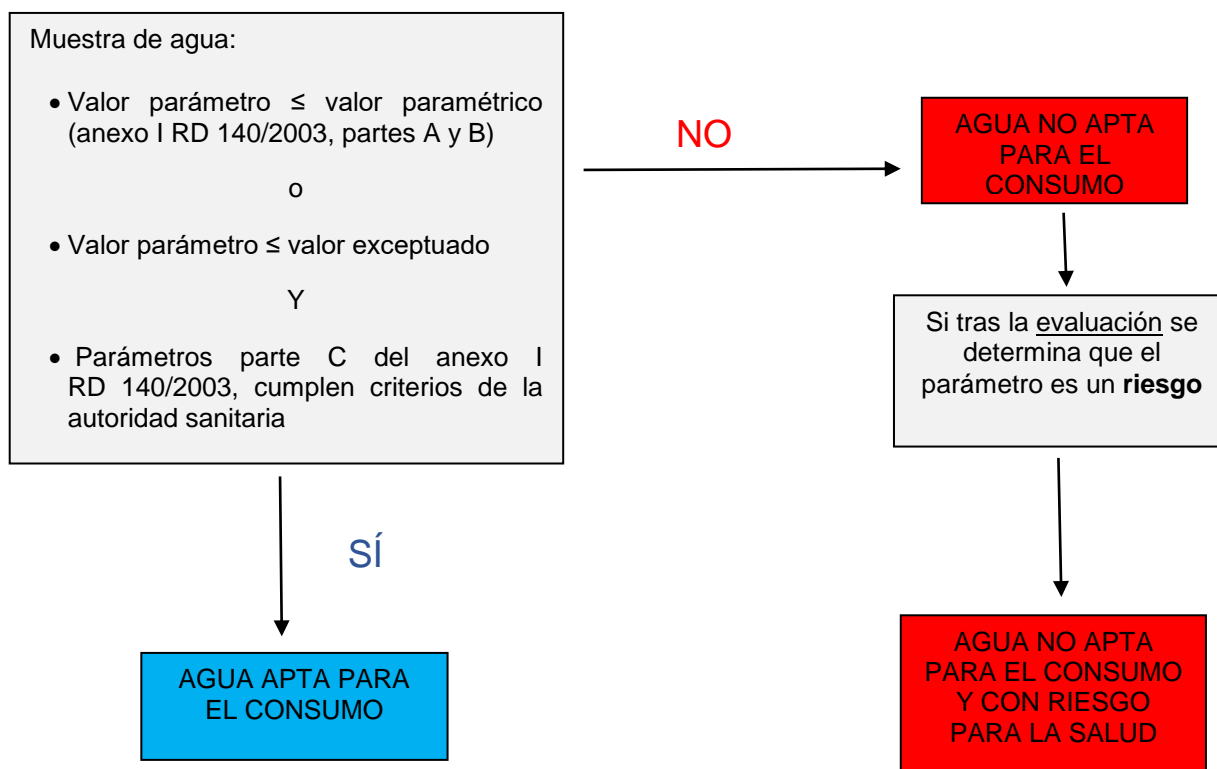 Muestra de agua:
• Valor parámetro ≤ valor paramétrico
(anexo I RD 140/2003, partes A y B)
o
• Valor parámetro ≤ valor exceptuado
Y
• Parámetros parte C del anexo I
RD 140/2003, cumplen criterios de la
autoridad sanitaria
NO
AGUA NO APTA
PARA EL
CONSUMO
Si tras la evaluación se
determina que el
parámetro es un riesgo
SÍ
AGUA APTA PARA
EL CONSUMO
AGUA NO APTA
PARA EL CONSUMO
Y CON RIESGO
PARA LA SALUD